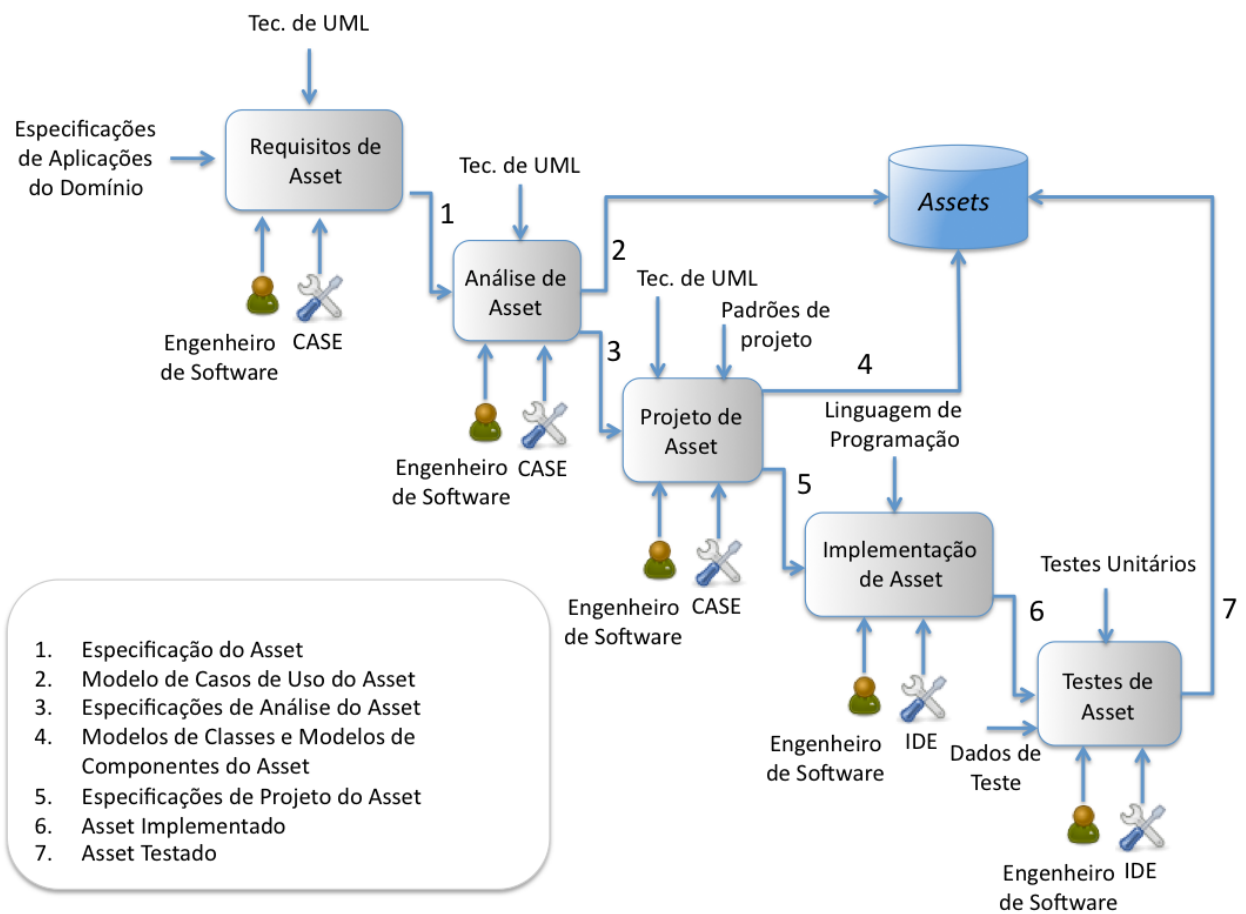 Tec. de UML
Especificações
de Aplicações
do Domínio
Requisitos de
Asset
Engenheiro
de Software
CASE
1
Tec. de UML
Análise de
Asset
Engenheiro
de Software
CASE
2
Assets
3
Tec. de UML
Padrões de
projeto
Projeto de
Asset
Engenheiro
de Software
CASE
4
Linguagem de
Programação
5
Implementação
de Asset
Engenheiro
de Software
IDE
6
Testes Unitários
7
Testes de
Asset
Dados de
Teste
Engenheiro
de Software
IDE
1. Especificação do Asset
2. Modelo de Casos de Uso do Asset
3. Especificações de Análise do Asset
4. Modelos de Classes e Modelos de
Componentes do Asset
5. Especificações de Projeto do Asset
6. Asset Implementado
7. Asset Testado